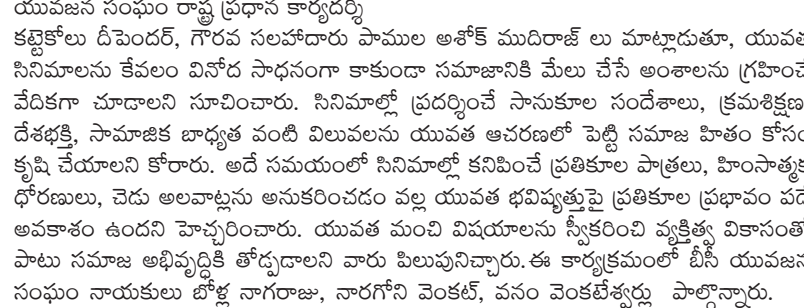 యువజన సంఘం రాష్ట్ర ప్రధాన కార్యదర్శి
కట్టెకోలు దీపెందర్, గౌరవ సలహాదారు పాముల అశోక్ ముదిరాజ్ లు మాట్లాడుతూ, యువత
సినిమాలను కేవలం వినోద సాధనంగా కాకుండా సమాజానికి మేలు చేసే అంశాలను గ్రహించే
వేదికగా చూడాలని సూచించారు. సినిమాల్లో ప్రదర్శించే సానుకూల సందేశాలు, క్రమశిక్షణ,
దేశభక్తి, సామాజిక బాధ్యత వంటి విలువలను యువత ఆచరణలో పెట్టి సమాజ హితం కోసం
కృషి చేయాలని కోరారు. అదే సమయంలో సినిమాల్లో కనిపించే ప్రతికూల పాత్రలు, హింసాత్మక
ధోరణులు, చెడు అలవాట్లను అనుకరించడం వల్ల యువత భవిష్యత్తుపై ప్రతికూల ప్రభావం పడే
అవకాశం ఉందని హెచ్చరించారు. యువత మంచి విషయాలను స్వీకరించి వ్యక్తిత్వ వికాసంతో
పాటు సమాజ అభివృద్ధికి తోడ్పడాలని వారు పిలుపునిచ్చారు.ఈ కార్యక్రమంలో బీసీ యువజన
సంఘం నాయకులు బోళ్ల నాగరాజు, నారగోని వెంకట్, వనం వెంకటేశ్వర్లు పాల్గొన్నారు.